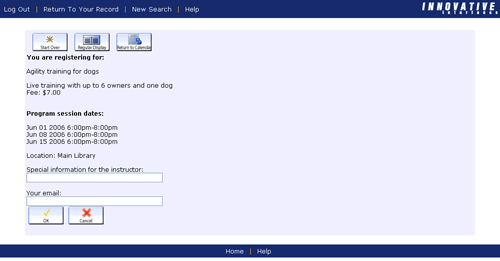 Log Out | Return To Your Record | New Search | Help
INNOVATIVE
interfaces
Start Over Regular Display Return to Calendar
You are registering for:
Agility training for dogs
Live training with up to 6 owners and one dog
Fee: $7.00
Program session dates:
Jun 01 2006 6:00pm-8:00pm
Jun 08 2006 6:00pm-8:00pm
Jun 15 2006 6:00pm-8:00pm
Location: Main Library
Special information for the instructor:
Your email:
OK Cancel
Home | Help